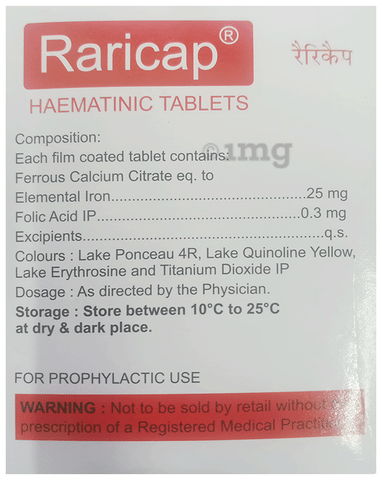 Raricap®
रैरिकैप
HAEMATINIC TABLETS
Composition:
Each film coated tablet contains:
Ferrous Calcium Citrate eq. to
Elemental Iron..................................................25 mg
Folic Acid IP.....................................................0.3 mg
Excipients..............................................................q.s.
Colours : Lake Ponceau 4R, Lake Quinoline Yellow,
Lake Erythrosine and Titanium Dioxide IP
Dosage : As directed by the Physician.
Storage : Store between 10°C to 25°C
at dry & dark place.
FOR PROPHYLACTIC USE
WARNING : Not to be sold by retail without
prescription of a Registered Medical
1mg